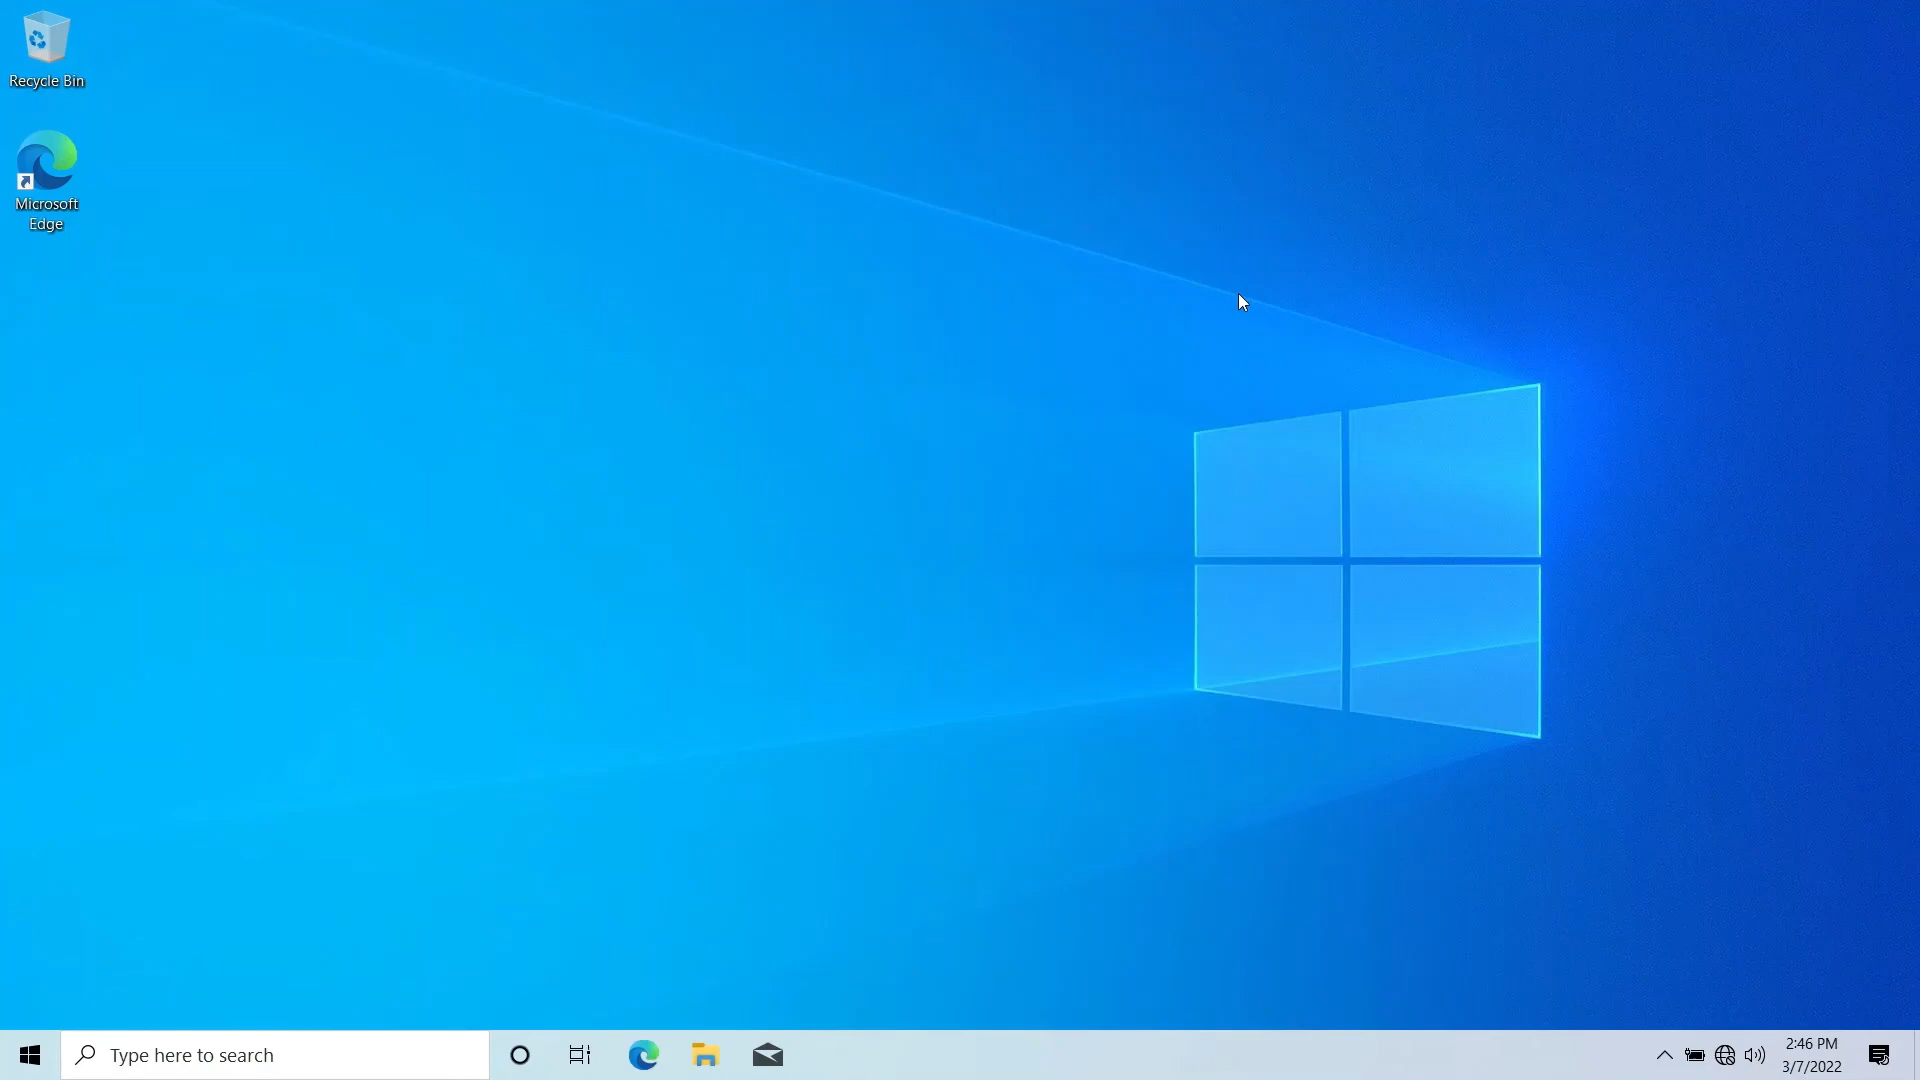 Recycle Bin
Microsoft
Edge
Type here to search
2:46 PM
3/7/2022